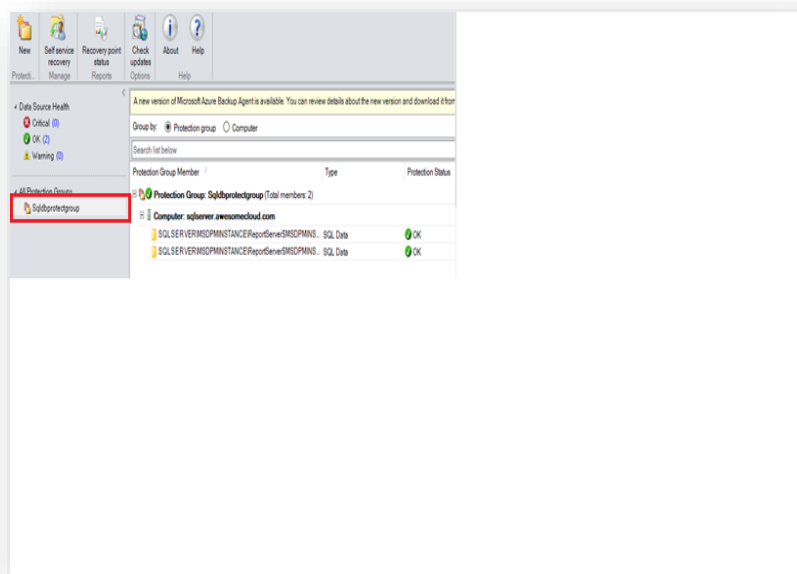 New
Self service recovery
Recovery point status
Check updates
About
Help
Protecti...
Manage
Reports
Options
Help
A new version of Microsoft Azure Backup Agent is available. You can review details about the new version and download it from
Data Source Health
Critical (0)
OK (2)
Warning (0)
All Protection Groups
Sqldbprotectgroup
Group by: Protection group Computer
Search list below
Protection Group Member / Type Protection Status
Protection Group: Sqldbprotectgroup (Total members: 2)
Computer: sqlserver.awesomecloud.com
SQLSERVER\MSDPMINSTANCE\ReportServer$MSDPMINS... SQL Data OK
SQLSERVER\MSDPMINSTANCE\ReportServer$MSDPMINS... SQL Data OK